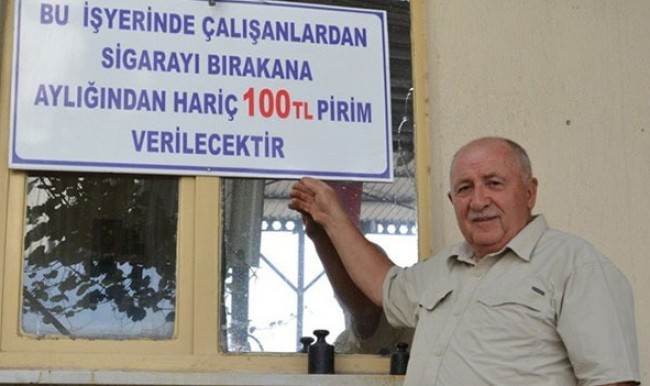 BU İŞYERİNDE ÇALIŞANLARDAN
SİGARAYI BIRAKANA
AYLIĞINDAN HARİÇ 100TL PİRİM
VERİLECEKTİR